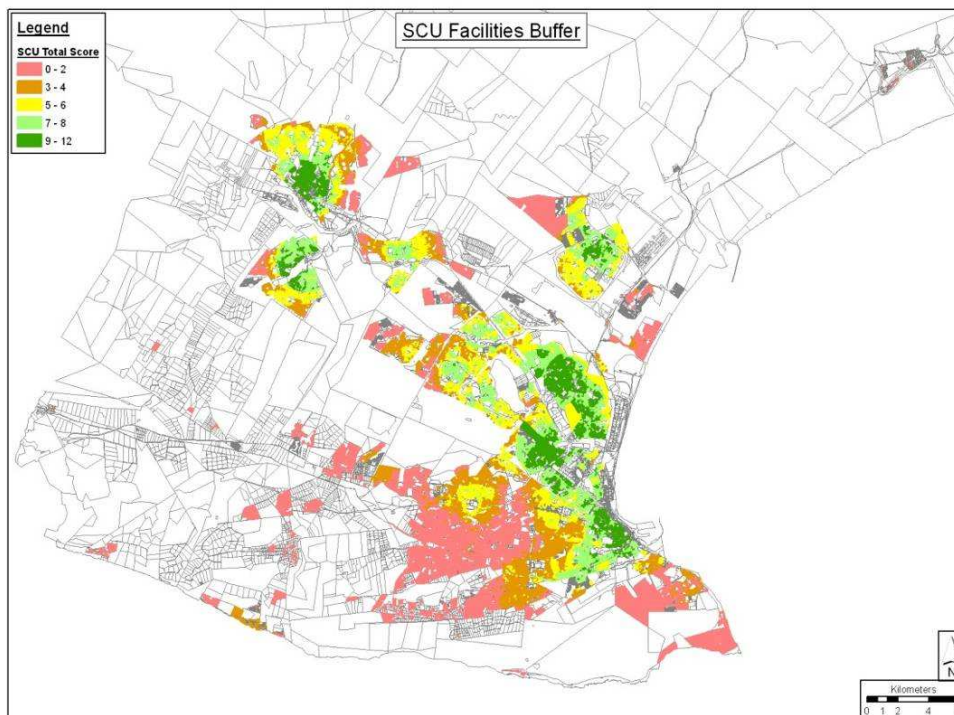 SCU Facilities Buffer
Legend
SCU Total Score
0 - 2
3 - 4
5 - 6
7 - 8
9 - 12
N
Kilometers
0 1 2 4